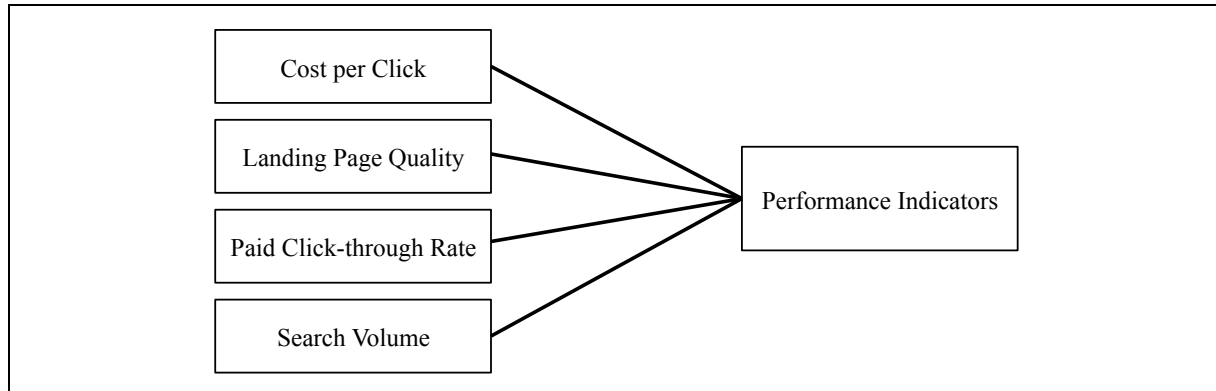 Cost per Click
Landing Page Quality
Performance Indicators
Paid Click-through Rate
Search Volume